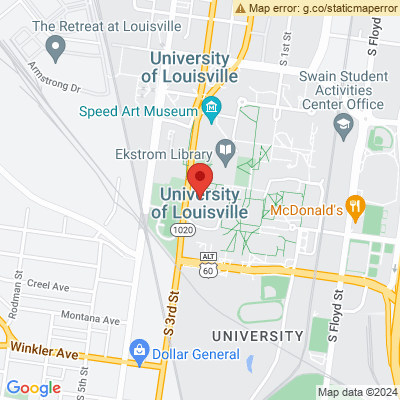 Map error: g.co/staticmaperror
The Retreat at Louisville
Armstrong Dr
University
of Louisville
S 1st St
S Floyd
Swain Student
Activities
Center Office
Speed Art Museum
Ekstrom Library
University
of Louisville
McDonald's
1020
ALT
60
Rodman St
Creel Ave
Montana Ave
S 3rd St
S Floyd St
UNIVERSITY
Winkler Ave
S 5th St
Dollar General
Google
Map data ©2024